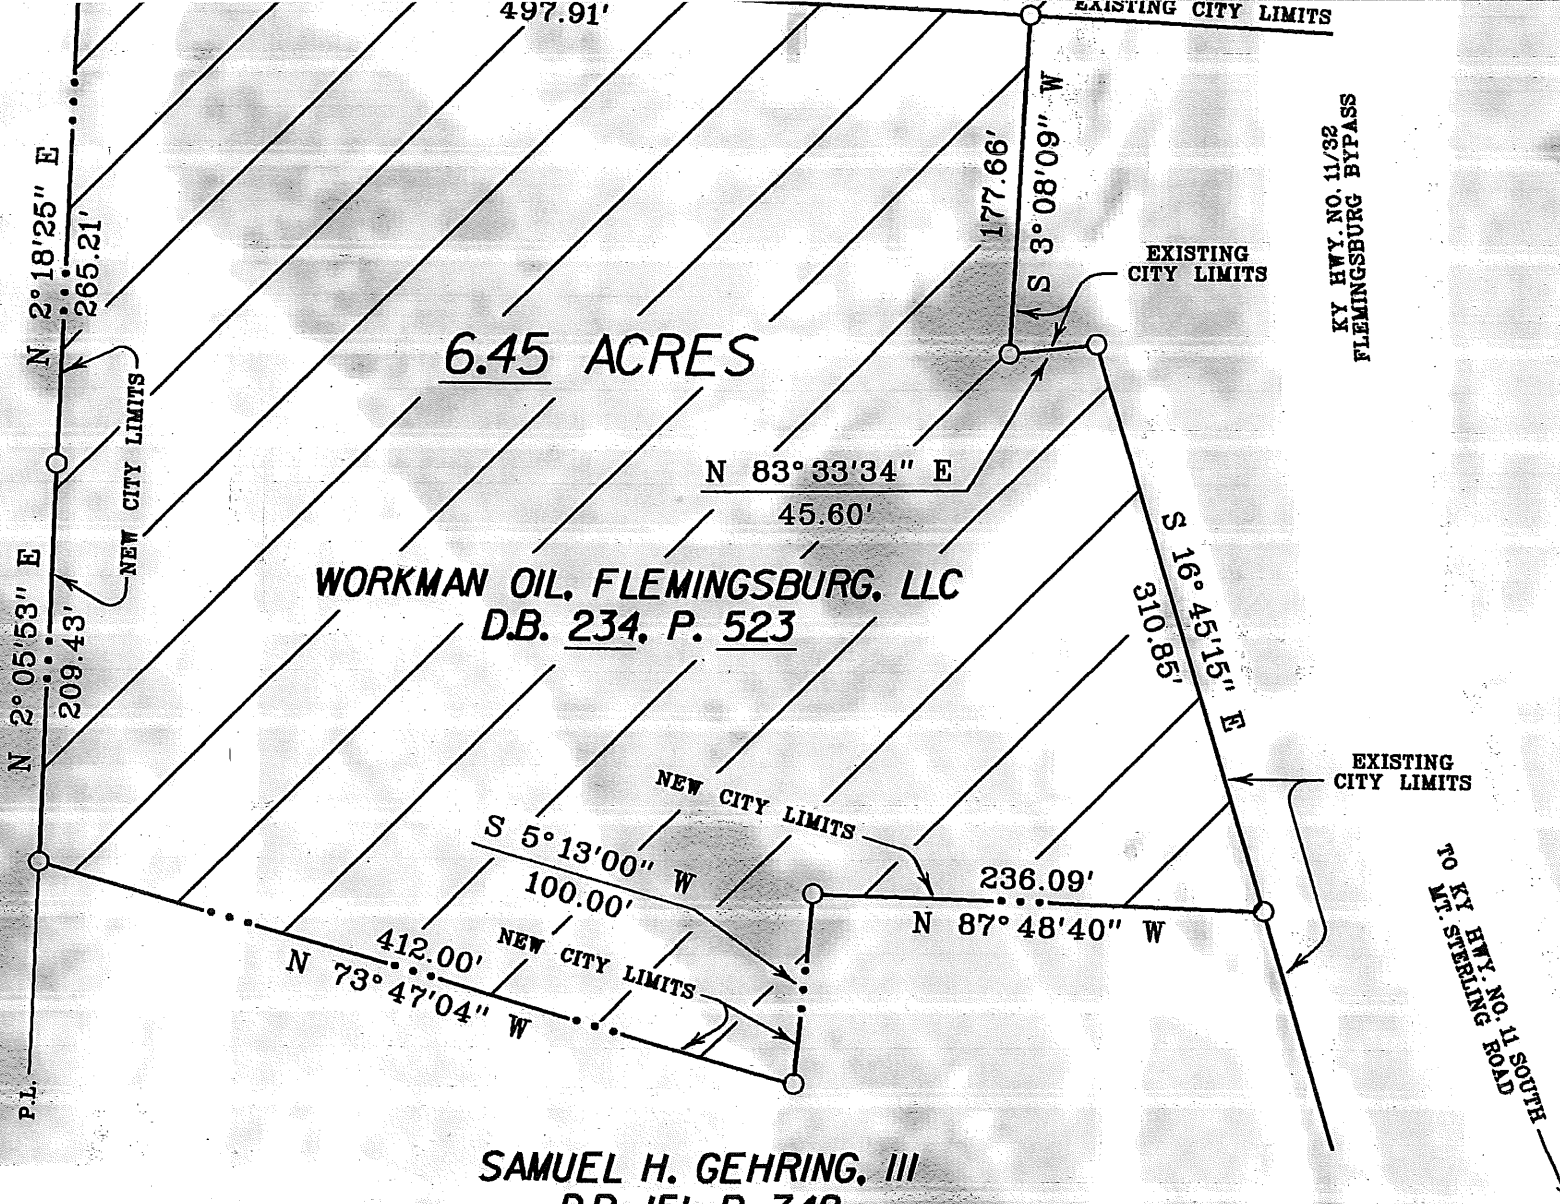 497.91'
EXISTING CITY LIMITS
177.66'
S 3°08'09" W
KY HWY. NO. 11/32
FLEMINGSBURG BYPASS
N 2°18'25" E
265.21'
EXISTING
CITY LIMITS
6.45 ACRES
NEW CITY LIMITS
N 83°33'34" E
45.60'
WORKMAN OIL, FLEMINGSBURG, LLC
D.B. 234, P. 523
S 16°45'15" E
310.85'
N 2°05'53" E
209.43'
EXISTING
CITY LIMITS
NEW CITY LIMITS
S 5°13'00" W
100.00'
236.09'
N 87°48'40" W
NEW CITY LIMITS
412.00'
N 73°47'04" W
TO KY HWY. NO. 11 SOUTH
MT. STERLING ROAD
P.L.
SAMUEL H. GEHRING, III